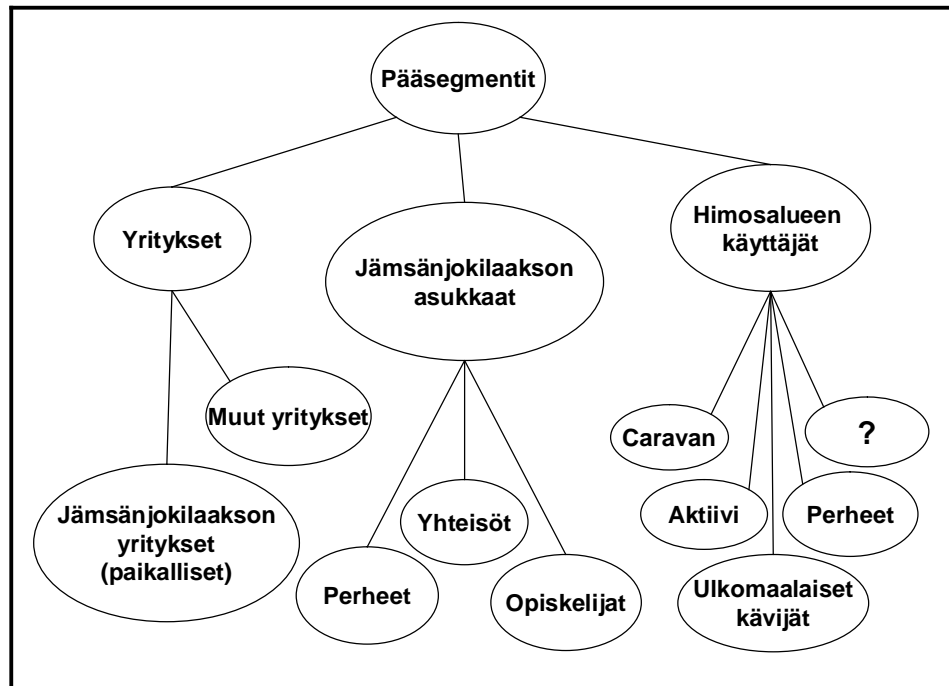 Pääsegmentit
Yritykset
Jämsänjokilaakson
asukkaat
Himosalueen
käyttäjät
Muut yritykset
Jämsänjokilaakson
yritykset
(paikalliset)
Perheet
Yhteisöt
Opiskelijat
Caravan
Aktiivi
Ulkomaalaiset
kävijät
Perheet
?